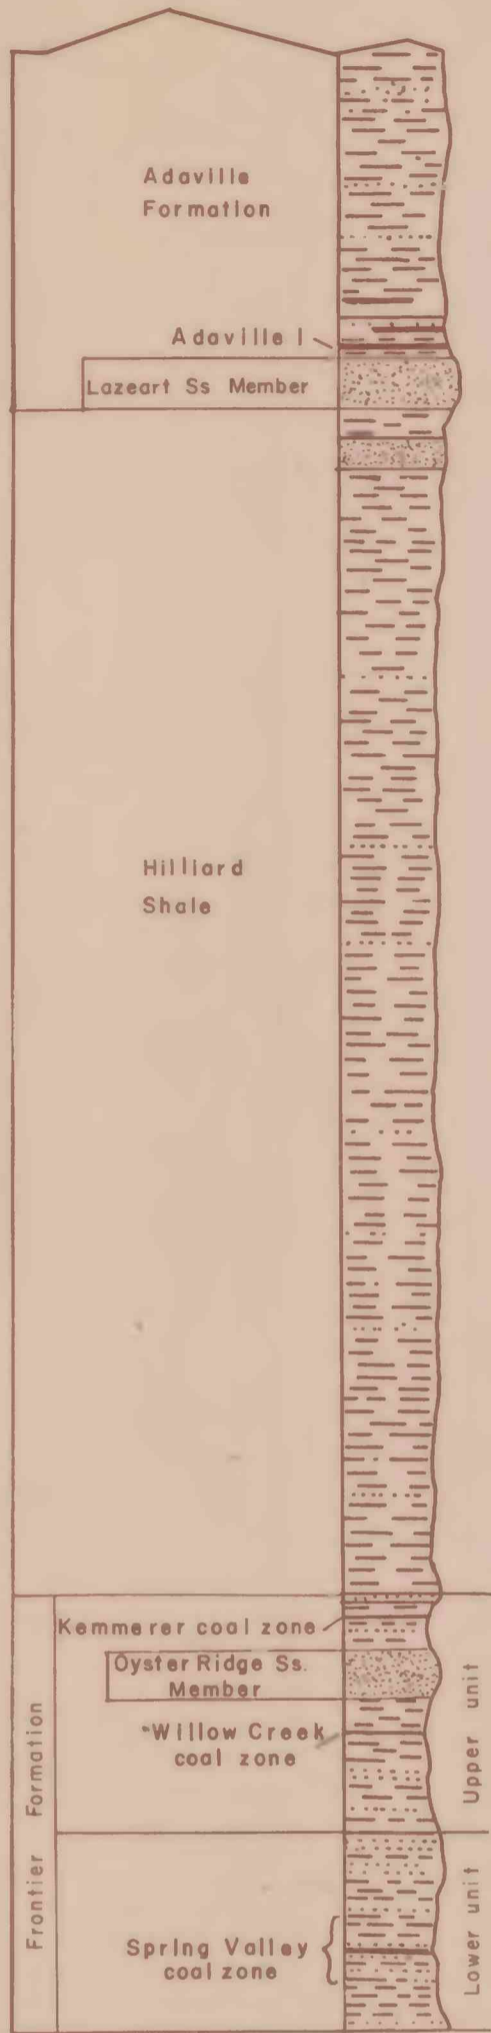 Adaville
Formation
Adaville I
Lazeart Ss Member
Hilliard
Shale
Kemmerer coal zone
Oyster Ridge Ss.
Member
Willow Creek
coal zone
Upper unit
Frontier Formation
Spring Valley
coal zone
Lower unit